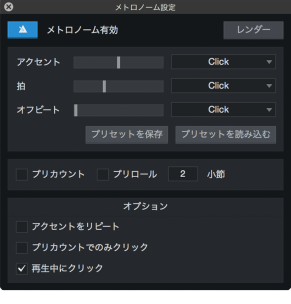 メトロノーム設定
メトロノーム有効 レンダー
アクセント Click
拍 Click
オフビート Click
プリセットを保存 プリセットを読み込む
プリカウント プリロール 2 小節
オプション
アクセントをリピート
プリカウントでのみクリック
再生中にクリック